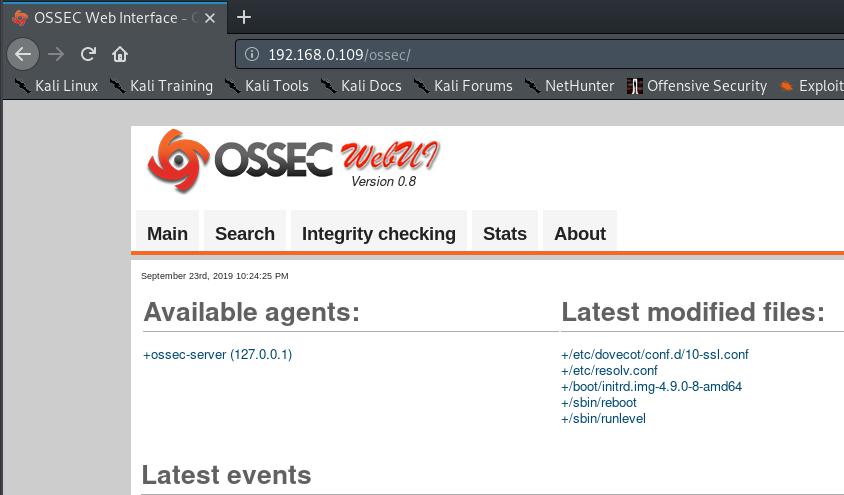 OSSEC Web Interface -
192.168.0.109/ossec/
Kali Linux Kali Training Kali Tools Kali Docs Kali Forums NetHunter Offensive Security Exploit
OSSEC WebUI
Version 0.8
Main Search Integrity checking Stats About
September 23rd, 2019 10:24:25 PM
Available agents:
+ossec-server (127.0.0.1)
Latest modified files:
+/etc/dovecot/conf.d/10-ssl.conf
+/etc/resolv.conf
+/boot/initrd.img-4.9.0-8-amd64
+/sbin/reboot
+/sbin/runlevel
Latest events